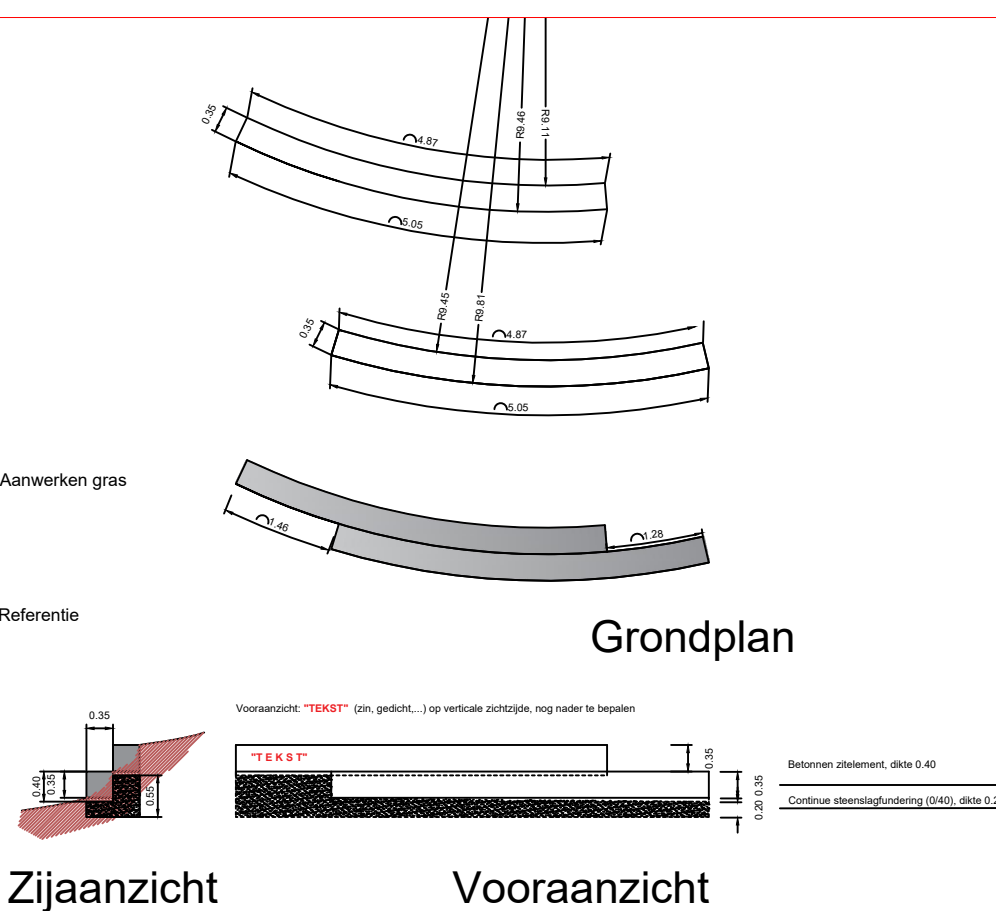 0.35
4.87
R9.46
R9.11
5.05
R9.45
R9.81
0.35
4.87
5.05
Aanwerken gras
1.46
1.28
Referentie
Grondplan
Vooraanzicht: "TEKST" (zin, gedicht,...) op verticale zichtzijde, nog nader te bepalen
0.35
"TEKST"
0.35
Betonnen zitelement, dikte 0.40
0.40
0.35
0.55
0.35
0.20
Continue steenslagfundering (0/40), dikte 0.2
Zijaanzicht
Vooraanzicht